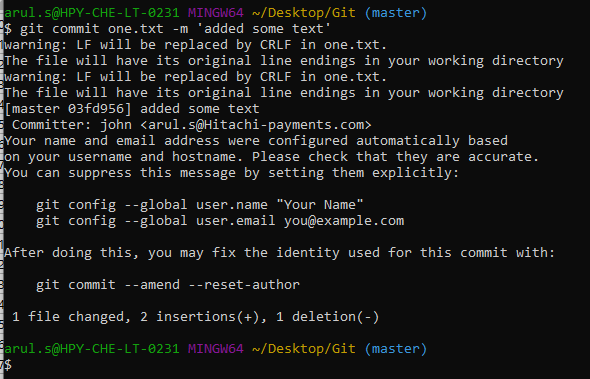 arul.s@HPY-CHE-LT-0231 MINGW64 ~/Desktop/Git (master)
$ git commit one.txt -m 'added some text'
warning: LF will be replaced by CRLF in one.txt.
The file will have its original line endings in your working directory
warning: LF will be replaced by CRLF in one.txt.
The file will have its original line endings in your working directory
[master 03fd956] added some text
 Committer: john <arul.s@Hitachi-payments.com>
Your name and email address were configured automatically based
on your username and hostname. Please check that they are accurate.
You can suppress this message by setting them explicitly:

    git config --global user.name "Your Name"
    git config --global user.email you@example.com

After doing this, you may fix the identity used for this commit with:

    git commit --amend --reset-author

 1 file changed, 2 insertions(+), 1 deletion(-)

arul.s@HPY-CHE-LT-0231 MINGW64 ~/Desktop/Git (master)
$